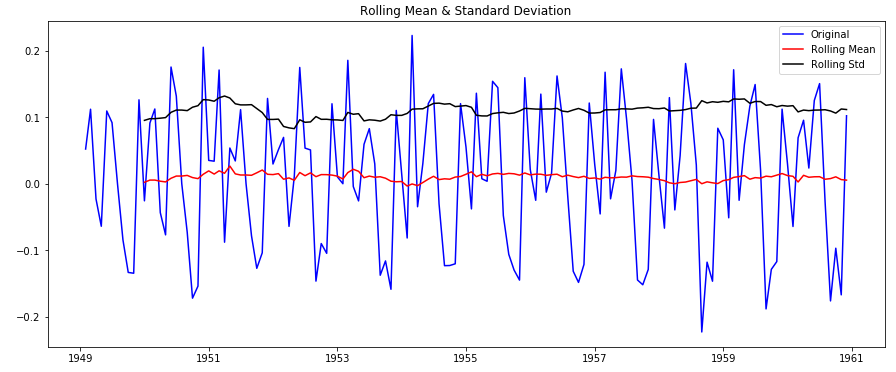 Rolling Mean & Standard Deviation
Original
Rolling Mean
Rolling Std
0.2
0.1
0.0
−0.1
−0.2
1949 1951 1953 1955 1957 1959 1961